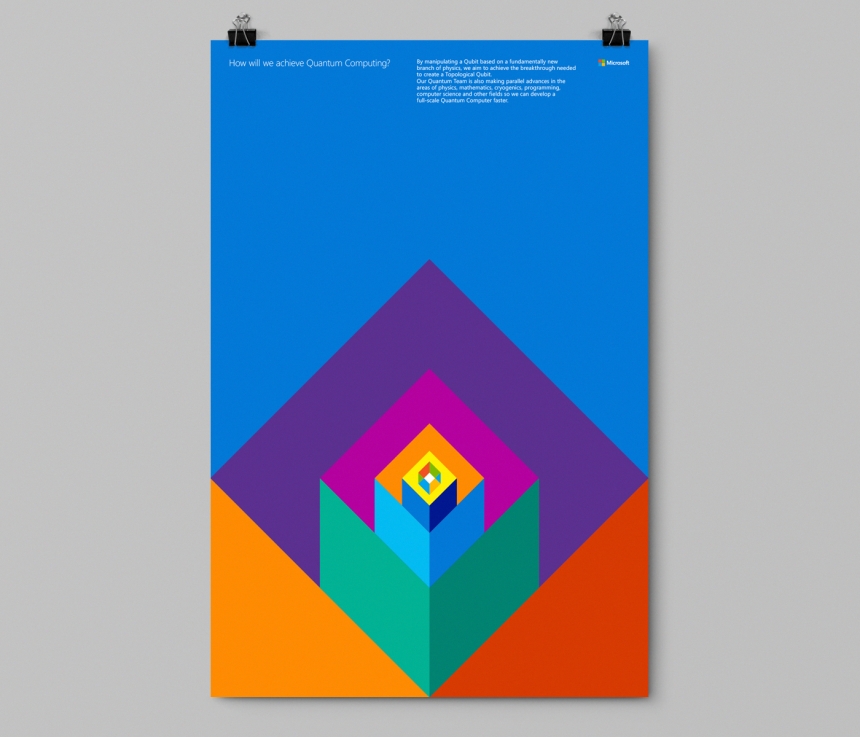 How will we achieve Quantum Computing?
By manipulating a Qubit based on a fundamentally new
branch of physics, we aim to achieve the breakthrough needed
to create a Topological Qubit.
Our Quantum Team is also making parallel advances in the
areas of physics, mathematics, cryogenics, programming,
computer science and other fields so we can develop a
full-scale Quantum Computer faster.
Microsoft